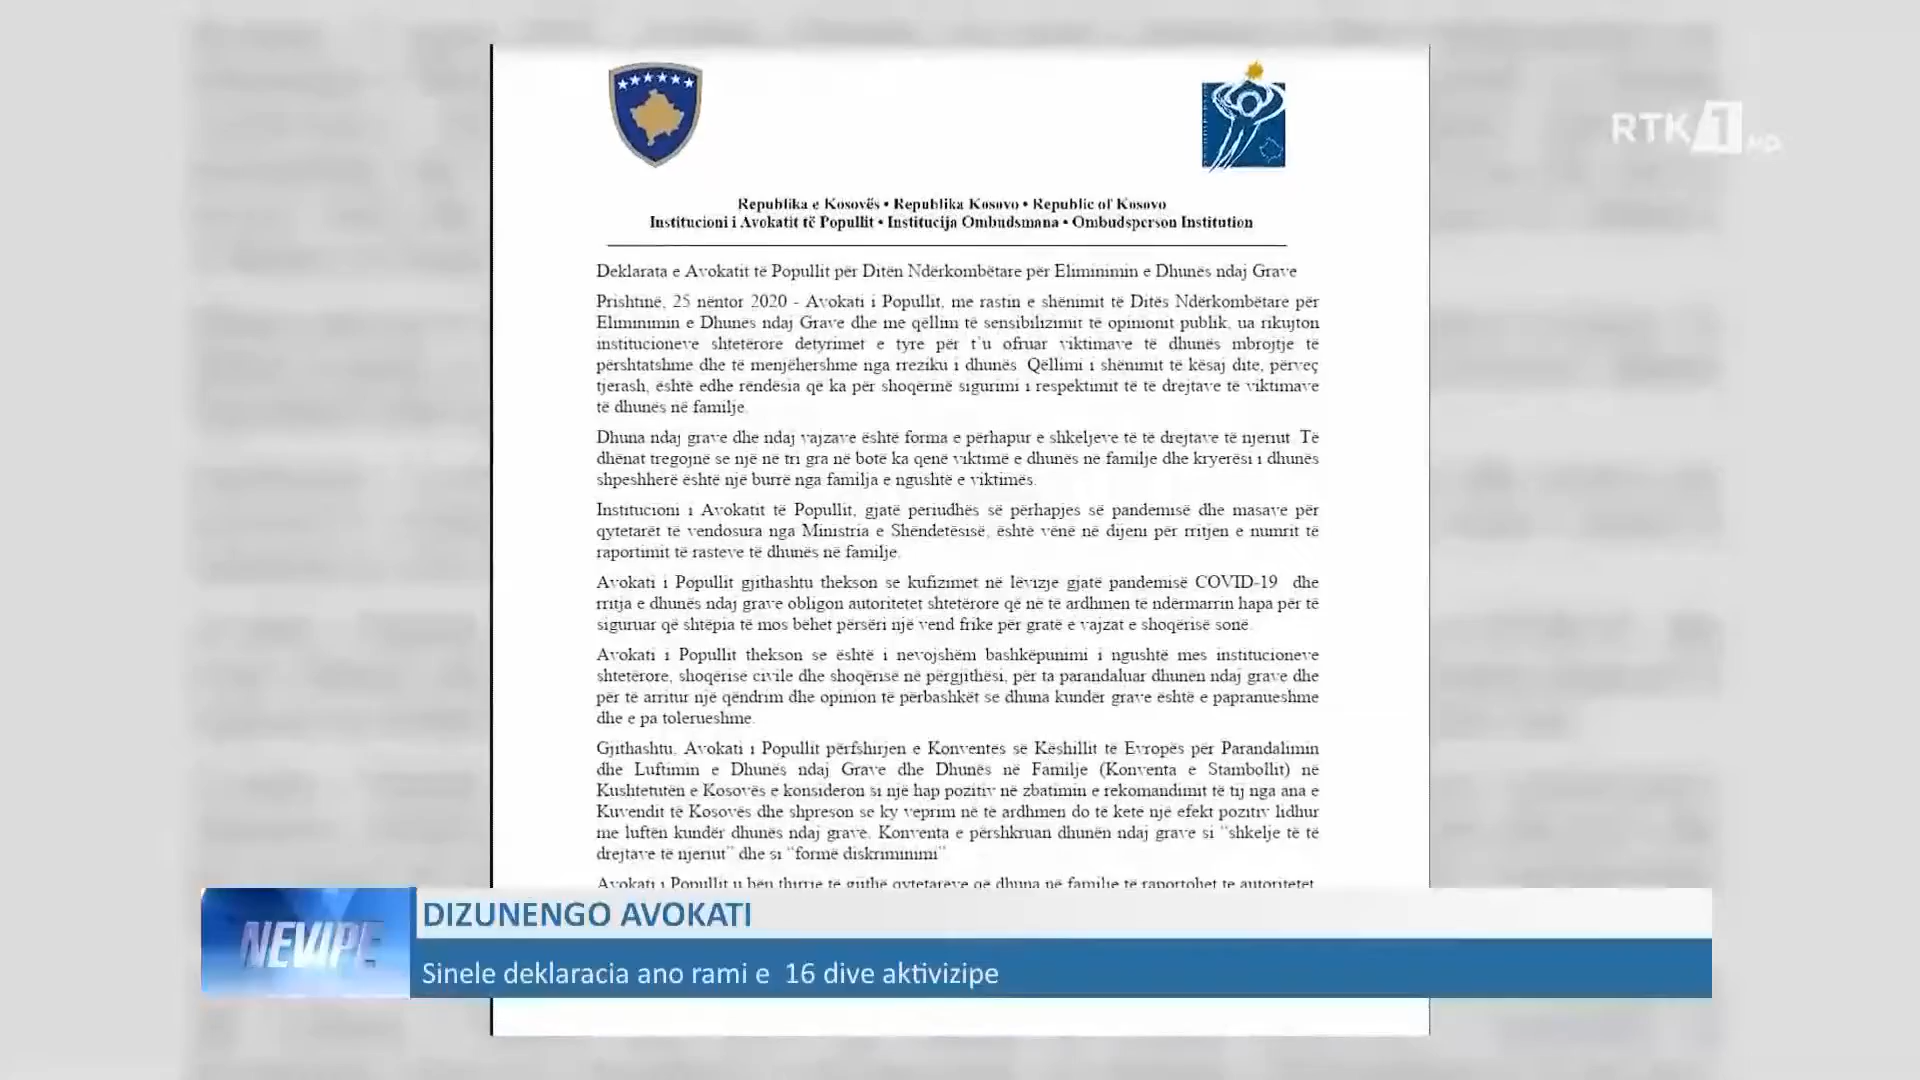 RTK 1 HD
Republika e Kosovës • Republika Kosovo • Republic of Kosovo
Institucioni i Avokatit të Popullit • Institucija Ombudsmana • Ombudsperson Institution
Deklarata e Avokatit të Popullit për Ditën Ndërkombëtare për Eliminimin e Dhunës ndaj Grave
Prishtinë, 25 nëntor 2020 - Avokati i Popullit, me rastin e shënimit të Ditës Ndërkombëtare për
Eliminimin e Dhunës ndaj Grave dhe me qëllim të sensibilizimit të opinionit publik, ua rikujton
institucioneve shtetërore detyrimet e tyre për t'u ofruar viktimave të dhunës mbrojtje të
përshtatshme dhe të menjëhershme nga rreziku i dhunës. Qëllimi i shënimit të kësaj dite, përveç
tjerash, është edhe rëndësia që ka për shoqërinë sigurimi i respektimit të të drejtave të viktimave
të dhunës në familje.
Dhuna ndaj grave dhe ndaj vajzave është forma e përhapur e shkeljeve të të drejtave të njeriut. Të
dhënat tregojnë se një në tri gra në botë ka qenë viktimë e dhunës në familje dhe kryerësi i dhunës
shpeshherë është një burrë nga familja e ngushtë e viktimës.
Institucioni i Avokatit të Popullit, gjatë periudhës së përhapjes së pandemisë dhe masave për
qytetarët të vendosura nga Ministria e Shëndetësisë, është vënë në dijeni për rritjen e numrit të
raportimit të rasteve të dhunës në familje.
Avokati i Popullit gjithashtu thekson se kufizimet në lëvizje gjatë pandemisë COVID-19 dhe
rritja e dhunës ndaj grave obligon autoritetet shtetërore që në të ardhmen të ndërmarrin hapa për të
siguruar që shtëpia të mos bëhet përsëri një vend frike për gratë e vajzat e shoqërisë sonë.
Avokati i Popullit thekson se është i nevojshëm bashkëpunimi i ngushtë mes institucioneve
shtetërore, shoqërisë civile dhe shoqërisë në përgjithësi, për ta parandaluar dhunën ndaj grave dhe
për të arritur një qëndrim dhe opinion të përbashkët se dhuna kundër grave është e papranueshme
dhe e pa tolerueshme.
Gjithashtu, Avokati i Popullit përfshirjen e Konventës së Këshillit të Evropës për Parandalimin
dhe Luftimin e Dhunës ndaj Grave dhe Dhunës në Familje (Konventa e Stambollit) në
Kushtetutën e Kosovës e konsideron si një hap pozitiv në zbatimin e rekomandimit të tij nga ana e
Kuvendit të Kosovës dhe shpreson se ky veprim në të ardhmen do të ketë një efekt pozitiv lidhur
me luftën kundër dhunës ndaj grave. Konventa e përshkruan dhunën ndaj grave si "shkelje të të
drejtave të njeriut" dhe si "formë diskriminimi"
Avokati i Popullit u bën thirrje të gjithë qytetarëve që dhuna në familje të raportohet te autoritetet
NEVIPE
DIZUNENGO AVOKATI
Sinele deklaracia ano rami e 16 dive aktivizipe